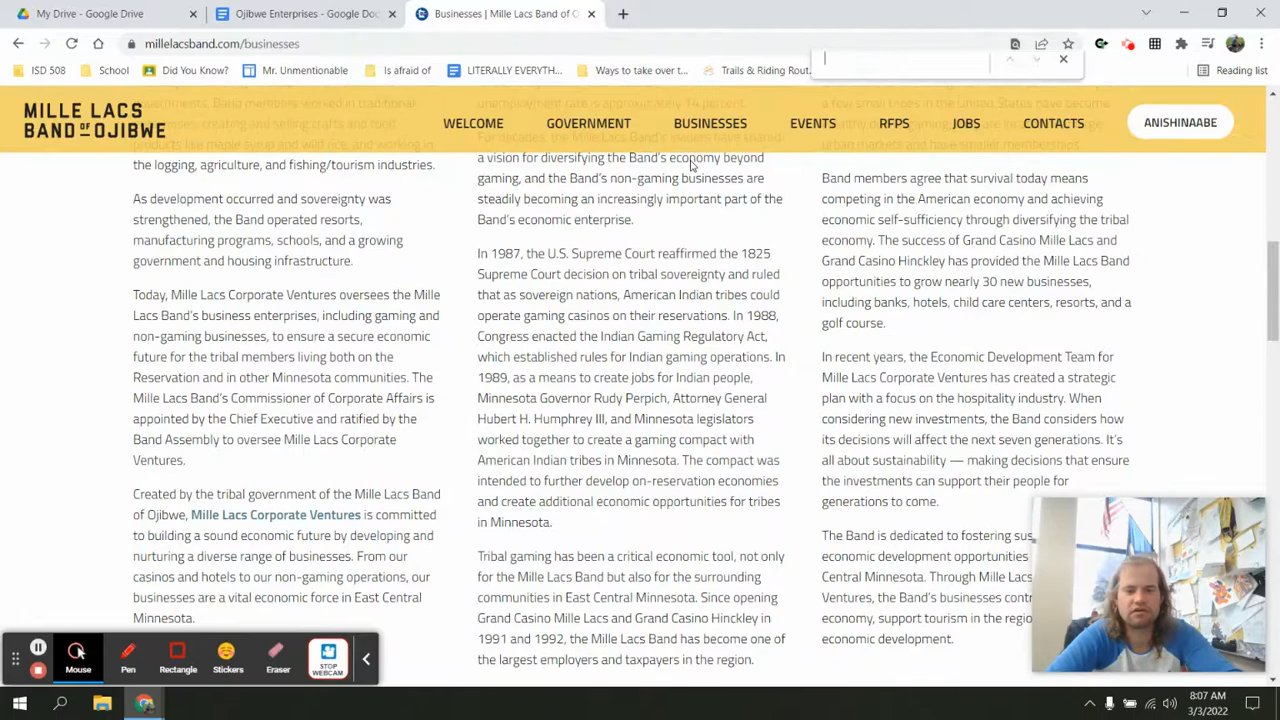 My Drive - Google Drive
Ojibwe Enterprises - Google Doc
Businesses | Mille Lacs Band of O
millelacsband.com/businesses
ISD 508
School
Did You Know?
Mr. Unmentionable
Is afraid of
LITERALLY EVERYTH...
Ways to take over t...
Trails & Riding Rout...
Reading list
MILLE LACS
BAND OF OJIBWE
WELCOME
GOVERNMENT
BUSINESSES
EVENTS
RFPS
JOBS
CONTACTS
ANISHINAABE
governments, Band members worked in traditional
creating and selling crafts and food
products like maple syrup and wild rice, and working in
the logging, agriculture, and fishing/tourism industries.
As development occurred and sovereignty was
strengthened, the Band operated resorts,
manufacturing programs, schools, and a growing
government and housing infrastructure.
Today, Mille Lacs Corporate Ventures oversees the Mille
Lacs Band's business enterprises, including gaming and
non-gaming businesses, to ensure a secure economic
future for the tribal members living both on the
Reservation and in other Minnesota communities. The
Mille Lacs Band's Commissioner of Corporate Affairs is
appointed by the Chief Executive and ratified by the
Band Assembly to oversee Mille Lacs Corporate
Ventures.
Created by the tribal government of the Mille Lacs Band
of Ojibwe, Mille Lacs Corporate Ventures is committed
to building a sound economic future by developing and
nurturing a diverse range of businesses. From our
casinos and hotels to our non-gaming operations, our
businesses are a vital economic force in East Central
Minnesota.
unemployment rate is approximately 14 percent.
For decades, the Mille Lacs Band's leaders have shared
a vision for diversifying the Band's economy beyond
gaming, and the Band's non-gaming businesses are
steadily becoming an increasingly important part of the
Band's economic enterprise.
In 1987, the U.S. Supreme Court reaffirmed the 1825
Supreme Court decision on tribal sovereignty and ruled
that as sovereign nations, American Indian tribes could
operate gaming casinos on their reservations. In 1988,
Congress enacted the Indian Gaming Regulatory Act,
which established rules for Indian gaming operations. In
1989, as a means to create jobs for Indian people,
Minnesota Governor Rudy Perpich, Attorney General
Hubert H. Humphrey III, and Minnesota legislators
worked together to create a gaming compact with
American Indian tribes in Minnesota. The compact was
intended to further develop on-reservation economies
and create additional economic opportunities for tribes
in Minnesota.
Tribal gaming has been a critical economic tool, not only
for the Mille Lacs Band but also for the surrounding
communities in East Central Minnesota. Since opening
Grand Casino Mille Lacs and Grand Casino Hinckley in
1991 and 1992, the Mille Lacs Band has become one of
the largest employers and taxpayers in the region.
a few small tribes in the United States have become
urban markets and have smaller memberships.
Band members agree that survival today means
competing in the American economy and achieving
economic self-sufficiency through diversifying the tribal
economy. The success of Grand Casino Mille Lacs and
Grand Casino Hinckley has provided the Mille Lacs Band
opportunities to grow nearly 30 new businesses,
including banks, hotels, child care centers, resorts, and a
golf course.
In recent years, the Economic Development Team for
Mille Lacs Corporate Ventures has created a strategic
plan with a focus on the hospitality industry. When
considering new investments, the Band considers how
its decisions will affect the next seven generations. It's
all about sustainability — making decisions that ensure
the investments can support their people for
generations to come.
The Band is dedicated to fostering sus
economic development opportunities
Central Minnesota. Through Mille Lacs
Ventures, the Band's businesses contr
economy, support tourism in the regio
economic development.
Mouse
Pen
Rectangle
Stickers
Eraser
STOP
WEBCAM
8:07 AM
3/3/2022